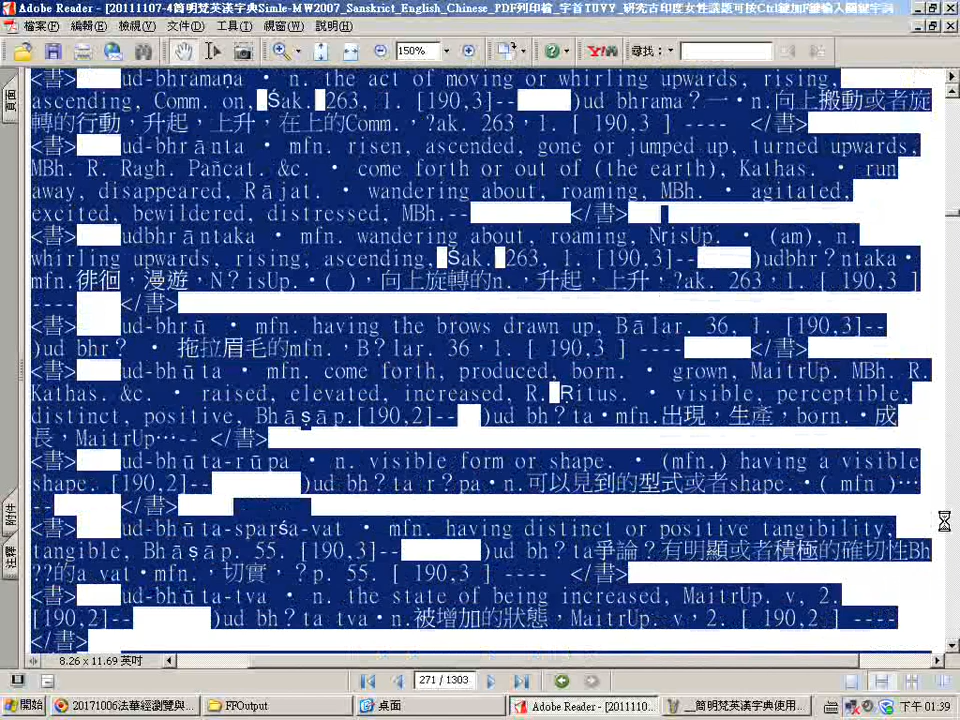 Adobe Reader - [20111107-4簡明梵英漢字典Simle-MW2007_Sanskrict_English_Chinese_PDF列印檔_字首TUVY_研究古印度女性議題可按Ctrl鍵加F鍵輸入關鍵字詞
檔案(F) 編輯(E) 檢視(V) 文件(D) 工具(T) 視窗(W) 說明(H)
150% Y! 尋找：
頁面
附件
註釋
<書> ud-bhramaṇa ‧ n. the act of moving or whirling upwards, rising,
ascending, Comm. on, Śak. 263, 1. [190,3]-- )ud bhrama？一‧n.向上搬動或者旋
轉的行動，升起，上升，在上的Comm.，?ak. 263，1. [ 190,3 ] ---- </書>
<書> ud-bhrānta ‧ mfn. risen, ascended, gone or jumped up, turned upwards,
MBh. R. Ragh. Pañcat. &c. ‧ come forth or out of (the earth), Kathas. ‧ run
away, disappeared, Rājat. ‧ wandering about, roaming, MBh. ‧ agitated,
excited, bewildered, distressed, MBh.-- </書>
<書> udbhrāntaka ‧ mfn. wandering about, roaming, NrisUp. ‧ (am), n.
whirling upwards, rising, ascending, Śak. 263, 1. [190,3]-- )udbhr？ntaka‧
mfn.徘徊，漫遊，N？isUp.‧( )，向上旋轉的n.，升起，上升，?ak. 263，1. [ 190,3 ]
---- </書>
<書> ud-bhrū ‧ mfn. having the brows drawn up, Bālar. 36, 1. [190,3]--
)ud bhr？ ‧ 拖拉眉毛的mfn.，B？lar. 36，1. [ 190,3 ] ---- </書>
<書> ud-bhūta ‧ mfn. come forth, produced, born. ‧ grown, MaitrUp. MBh. R.
Kathas. &c. ‧ raised, elevated, increased, R. Ritus. ‧ visible, perceptible,
distinct, positive, Bhāṣāp.[190,2]-- )ud bh？ta‧mfn.出現，生產，born.‧成
長，MaitrUp…-- </書>
<書> ud-bhūta-rūpa ‧ n. visible form or shape. ‧ (mfn.) having a visible
shape. [190,2]-- )ud bh？ta r？pa‧n.可以見到的型式或者shape.‧( mfn )…
-- </書>
<書> ud-bhūta-sparśa-vat ‧ mfn. having distinct or positive tangibility,
tangible, Bhāṣāp. 55. [190,3]-- )ud bh？ta爭論？有明顯或者積極的確切性Bh
??的a vat‧mfn.，切實，？p. 55. [ 190,3 ] ---- </書>
<書> ud-bhūta-tva ‧ n. the state of being increased, MaitrUp. v, 2.
[190,2]-- )ud bh？ta tva‧n.被增加的狀態，MaitrUp. v，2. [ 190,2 ] ----
</書>
8.26 x 11.69 英吋
271 / 1303
開始 20171006法華經瀏覽與... FFOutput 桌面 Adobe Reader - [201110... __簡明梵英漢字典使用... 下午 01:39